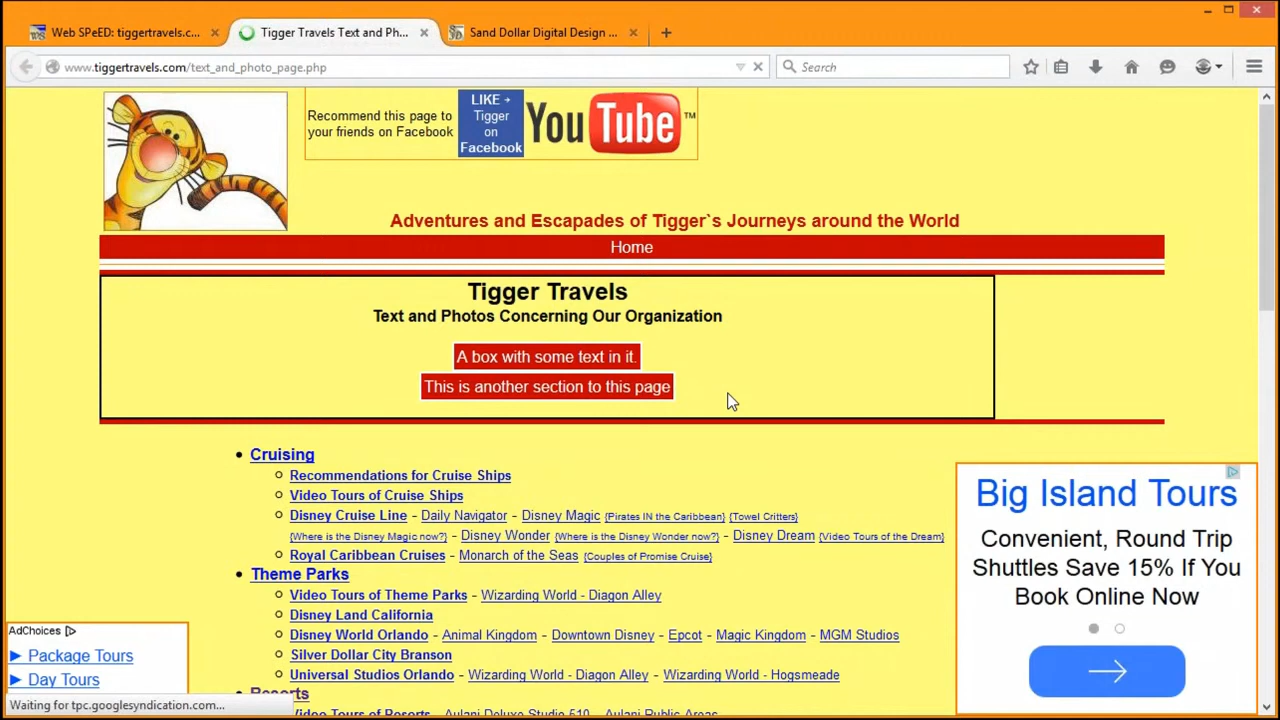 Web SPeED: tiggertravels.c...
Tigger Travels Text and Ph...
Sand Dollar Digital Design ...
www.tiggertravels.com/text_and_photo_page.php
Search
Recommend this page to
your friends on Facebook
LIKE →
Tigger
on
Facebook
YouTube™
Adventures and Escapades of Tigger`s Journeys around the World
Home
Tigger Travels
Text and Photos Concerning Our Organization
A box with some text in it.
This is another section to this page
Cruising
Recommendations for Cruise Ships
Video Tours of Cruise Ships
Disney Cruise Line - Daily Navigator - Disney Magic {Pirates IN the Caribbean} {Towel Critters}
{Where is the Disney Magic now?} - Disney Wonder {Where is the Disney Wonder now?} - Disney Dream {Video Tours of the Dream}
Royal Caribbean Cruises - Monarch of the Seas {Couples of Promise Cruise}
Theme Parks
Video Tours of Theme Parks - Wizarding World - Diagon Alley
Disney Land California
Disney World Orlando - Animal Kingdom - Downtown Disney - Epcot - Magic Kingdom - MGM Studios
Silver Dollar City Branson
Universal Studios Orlando - Wizarding World - Diagon Alley - Wizarding World - Hogsmeade
Resorts
Video Tours of Resorts - Aulani Deluxe Studio 510 - Aulani Public Areas
Big Island Tours
Convenient, Round Trip
Shuttles Save 15% If You
Book Online Now
AdChoices
► Package Tours
► Day Tours
Waiting for tpc.googlesyndication.com...